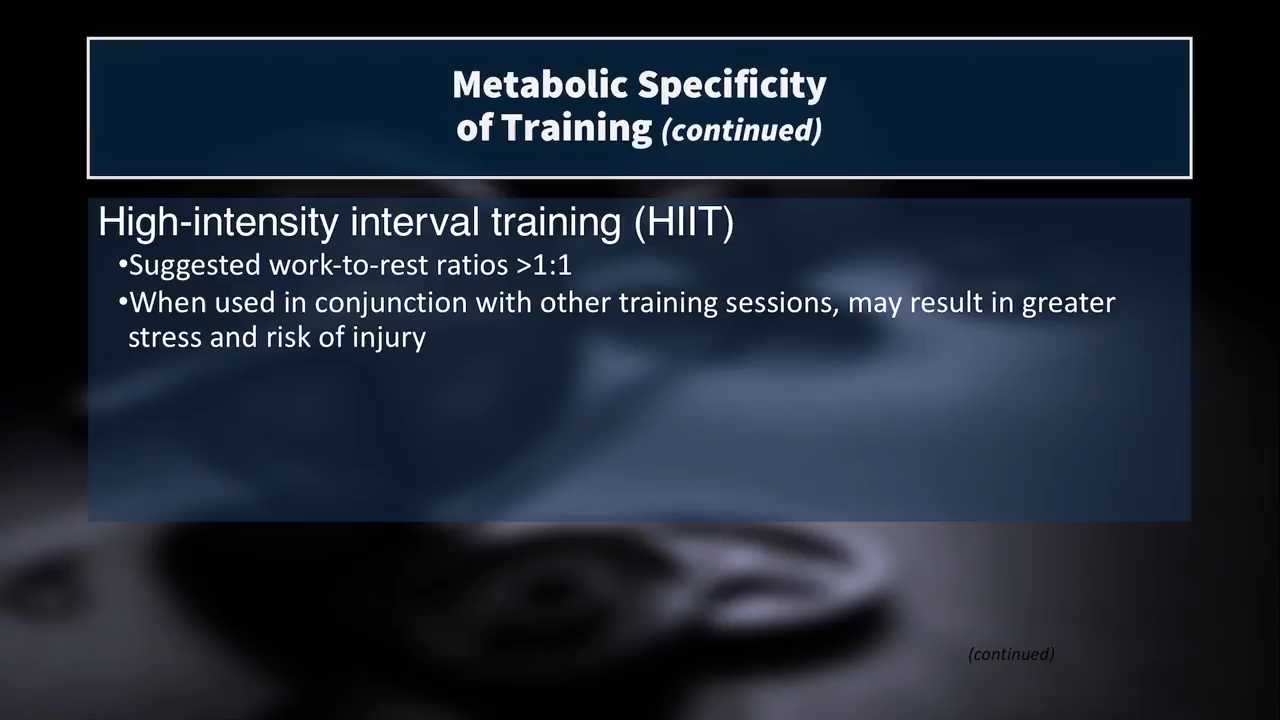 Metabolic Specificity
of Training (continued)
High-intensity interval training (HIIT)
•Suggested work-to-rest ratios >1:1
•When used in conjunction with other training sessions, may result in greater
stress and risk of injury
(continued)